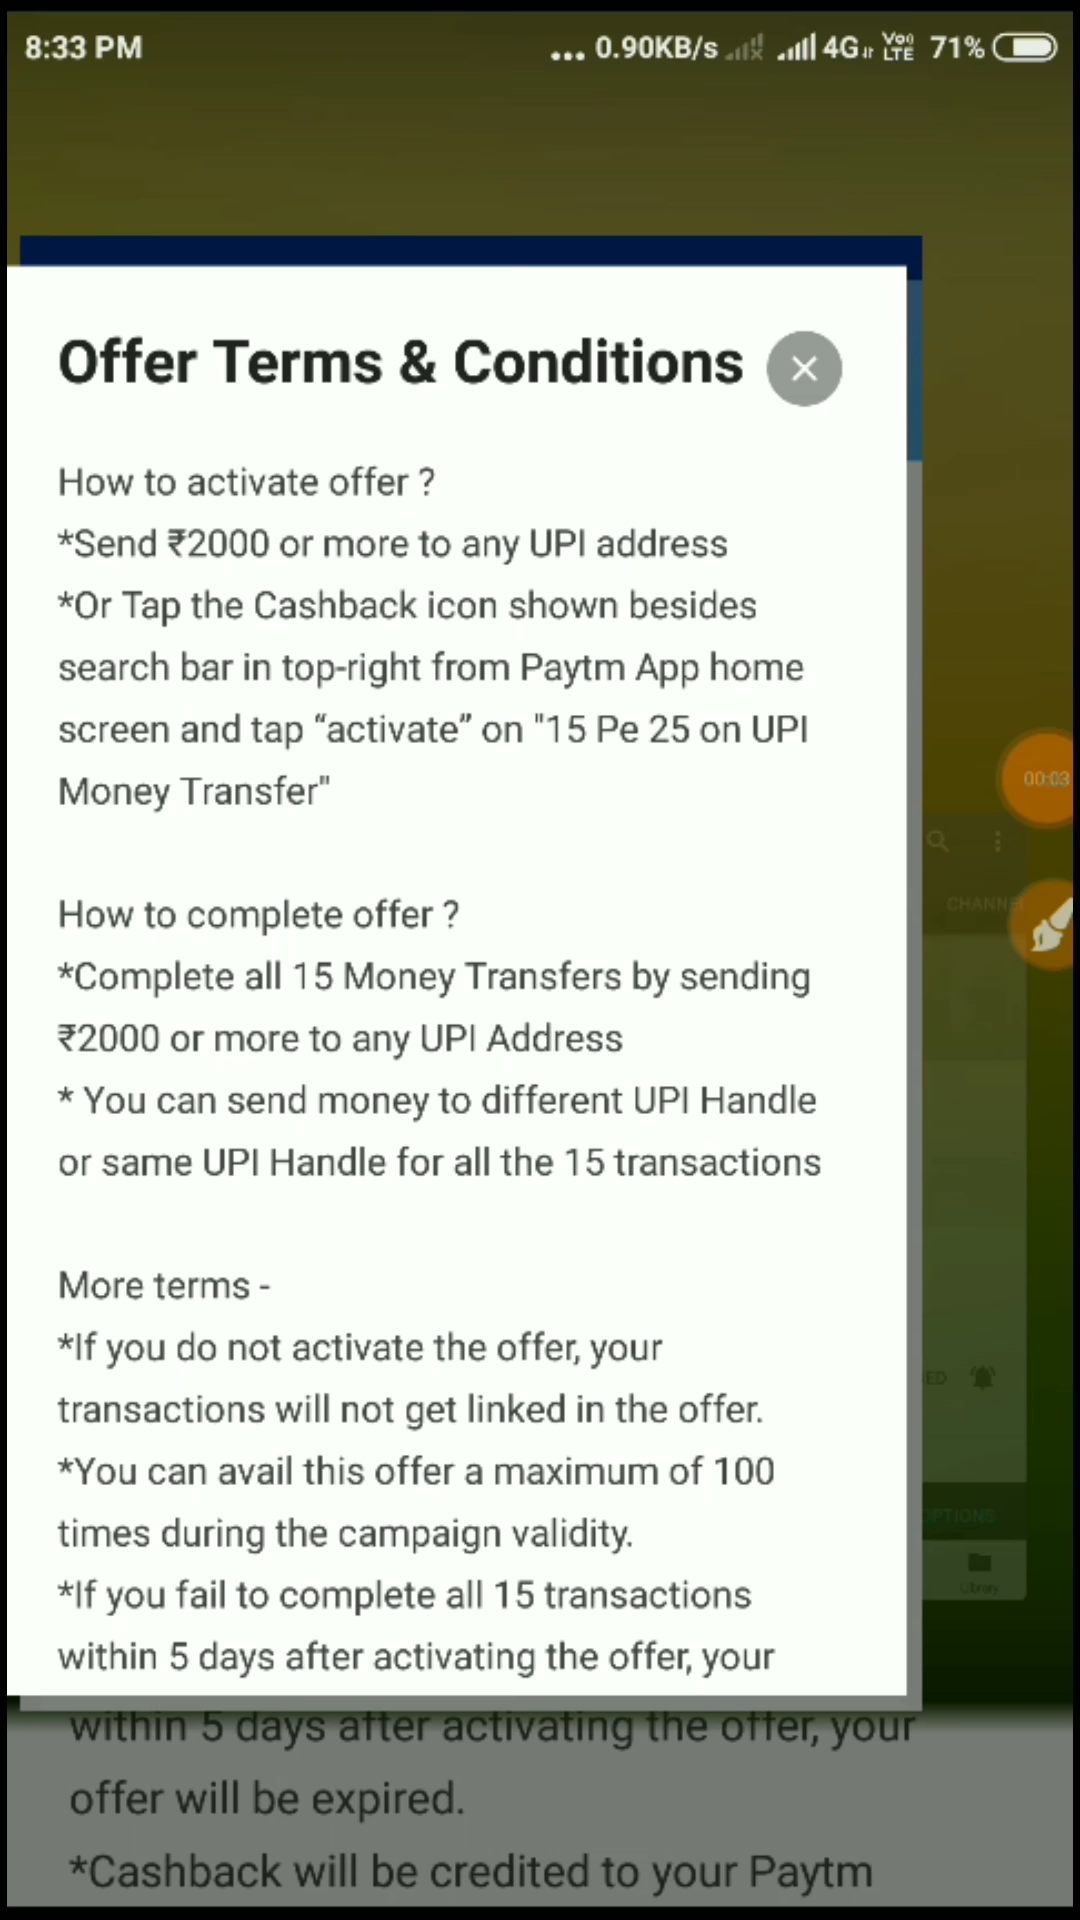 8:33 PM
... 0.90KB/s 4G VoLTE 71%
Offer Terms & Conditions
How to activate offer ?
*Send ₹2000 or more to any UPI address
*Or Tap the Cashback icon shown besides
search bar in top-right from Paytm App home
screen and tap “activate” on "15 Pe 25 on UPI
Money Transfer"
00:03
CHANNE
How to complete offer ?
*Complete all 15 Money Transfers by sending
₹2000 or more to any UPI Address
* You can send money to different UPI Handle
or same UPI Handle for all the 15 transactions
More terms -
*If you do not activate the offer, your
ED
transactions will not get linked in the offer.
*You can avail this offer a maximum of 100
OPTIONS
times during the campaign validity.
Library
*If you fail to complete all 15 transactions
within 5 days after activating the offer, your
within 5 days after activating the offer, your
offer will be expired.
*Cashback will be credited to your Paytm